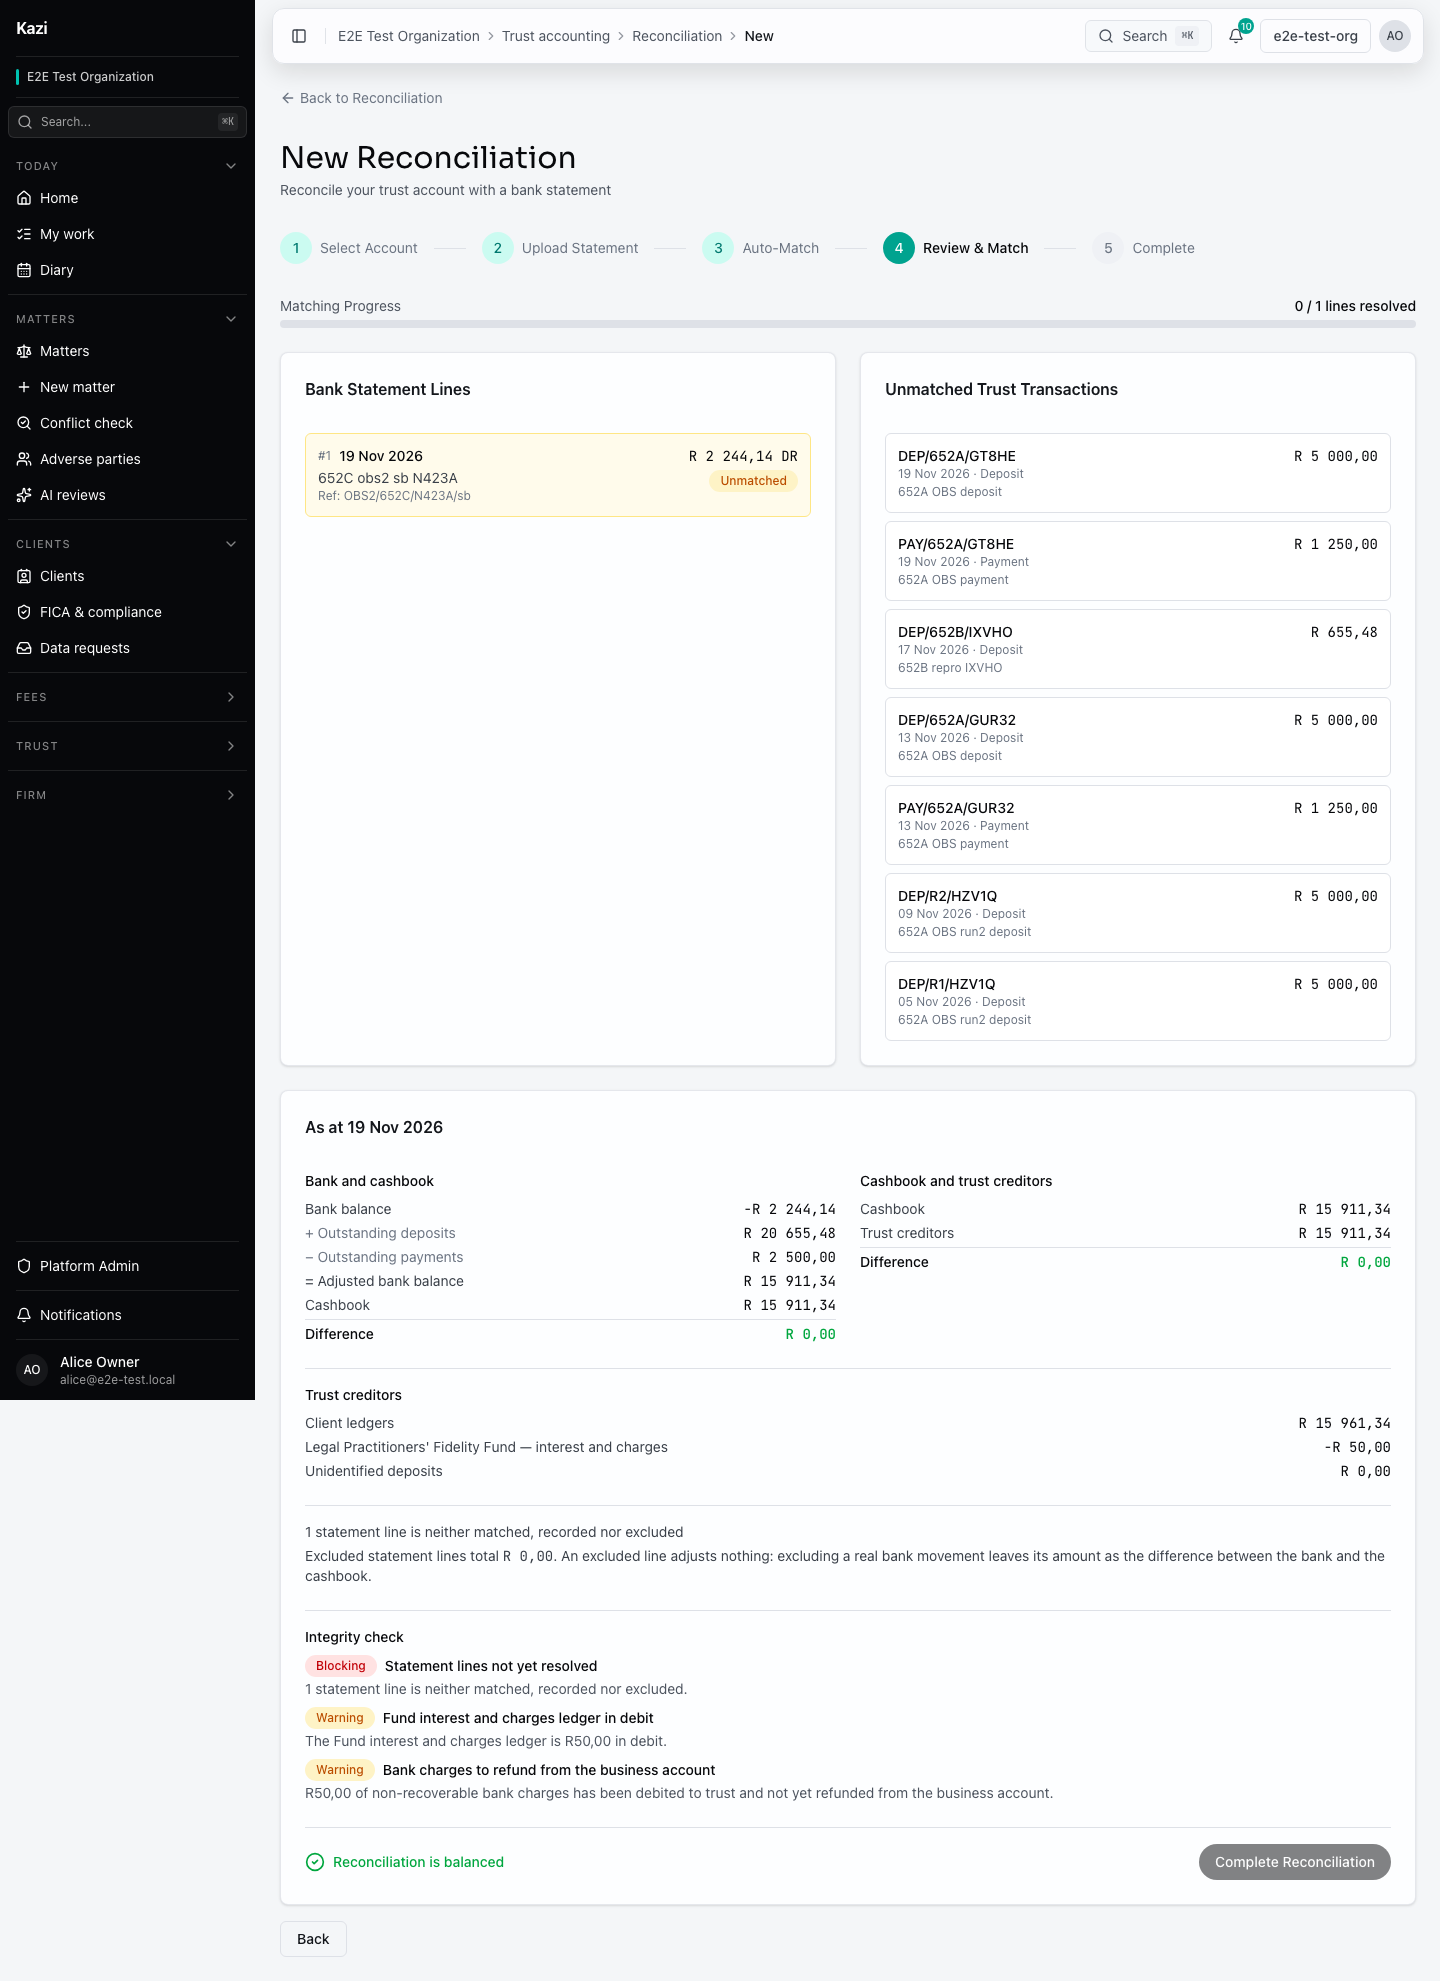 Kazi
E2E Test Organization
Search...
⌘K
TODAY
Home
My work
Diary
MATTERS
Matters
New matter
Conflict check
Adverse parties
AI reviews
CLIENTS
Clients
FICA & compliance
Data requests
FEES
TRUST
FIRM
Platform Admin
Notifications
AO
Alice Owner
alice@e2e-test.local
E2E Test Organization > Trust accounting > Reconciliation > New
Search ⌘K
10
e2e-test-org
AO
← Back to Reconciliation
New Reconciliation
Reconcile your trust account with a bank statement
1 Select Account
2 Upload Statement
3 Auto-Match
4 Review & Match
5 Complete
Matching Progress
0 / 1 lines resolved
Bank Statement Lines
#1 19 Nov 2026 R 2 244,14 DR
652C obs2 sb N423A
Unmatched
Ref: OBS2/652C/N423A/sb
Unmatched Trust Transactions
DEP/652A/GT8HE R 5 000,00
19 Nov 2026 · Deposit
652A OBS deposit
PAY/652A/GT8HE R 1 250,00
19 Nov 2026 · Payment
652A OBS payment
DEP/652B/IXVHO R 655,48
17 Nov 2026 · Deposit
652B repro IXVHO
DEP/652A/GUR32 R 5 000,00
13 Nov 2026 · Deposit
652A OBS deposit
PAY/652A/GUR32 R 1 250,00
13 Nov 2026 · Payment
652A OBS payment
DEP/R2/HZV1Q R 5 000,00
09 Nov 2026 · Deposit
652A OBS run2 deposit
DEP/R1/HZV1Q R 5 000,00
05 Nov 2026 · Deposit
652A OBS run2 deposit
As at 19 Nov 2026
Bank and cashbook
Bank balance -R 2 244,14
+ Outstanding deposits R 20 655,48
− Outstanding payments R 2 500,00
= Adjusted bank balance R 15 911,34
Cashbook R 15 911,34
Difference R 0,00
Cashbook and trust creditors
Cashbook R 15 911,34
Trust creditors R 15 911,34
Difference R 0,00
Trust creditors
Client ledgers R 15 961,34
Legal Practitioners' Fidelity Fund — interest and charges -R 50,00
Unidentified deposits R 0,00
1 statement line is neither matched, recorded nor excluded
Excluded statement lines total R 0,00. An excluded line adjusts nothing: excluding a real bank movement leaves its amount as the difference between the bank and the
cashbook.
Integrity check
Blocking Statement lines not yet resolved
1 statement line is neither matched, recorded nor excluded.
Warning Fund interest and charges ledger in debit
The Fund interest and charges ledger is R50,00 in debit.
Warning Bank charges to refund from the business account
R50,00 of non-recoverable bank charges has been debited to trust and not yet refunded from the business account.
Reconciliation is balanced
Complete Reconciliation
Back